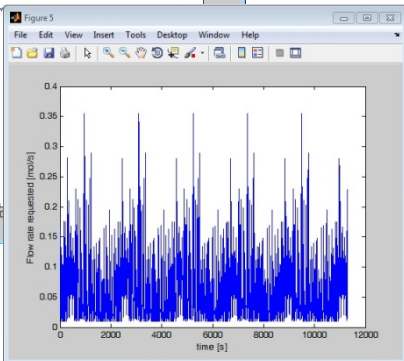 Figure 5
File Edit View Insert Tools Desktop Window Help
0.4
0.35
0.3
0.25
0.2
0.15
0.1
0.05
0
Flow rate requested [mol/s]
0 2000 4000 6000 8000 10000 12000
time [s]